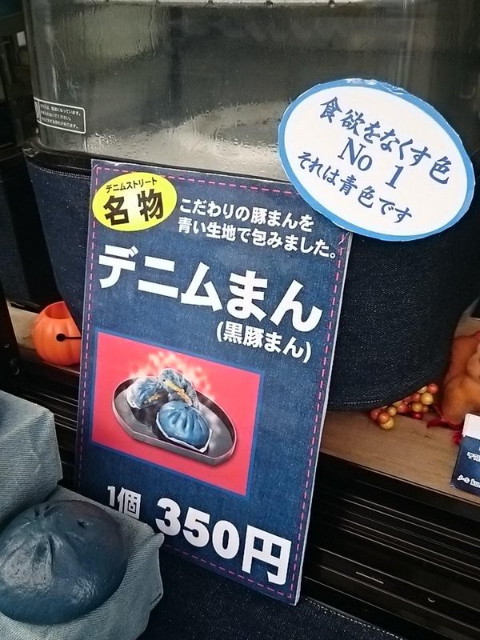 食欲をなくす色
No 1
それは青色です
デニムストリート
名物
こだわりの豚まんを
青い生地で包みました。
デニムまん
(黒豚まん)
1個 350円